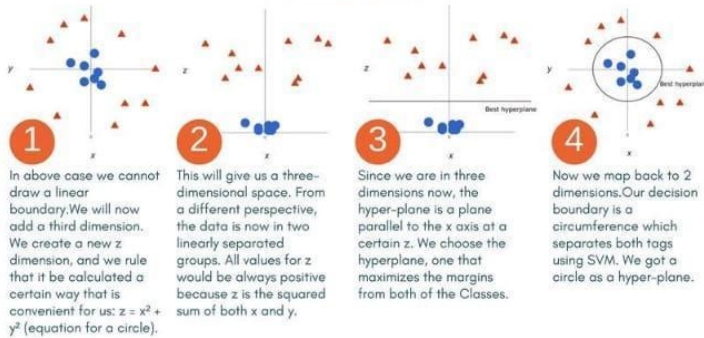 y
x
1
In above case we cannot
draw a linear
boundary.We will now
add a third dimension.
We create a new z
dimension, and we rule
that it be calculated a
certain way that is
convenient for us: z = x² +
y² (equation for a circle).
z
x
2
This will give us a three-
dimensional space. From
a different perspective,
the data is now in two
linearly separated
groups. All values for z
would be always positive
because z is the squared
sum of both x and y.
z
Best hyperplane
x
3
Since we are in three
dimensions now, the
hyper-plane is a plane
parallel to the x axis at a
certain z. We choose the
hyperplane, one that
maximizes the margins
from both of the Classes.
y
Best hyperplan
x
4
Now we map back to 2
dimensions.Our decision
boundary is a
circumference which
separates both tags
using SVM. We got a
circle as a hyper-plane.